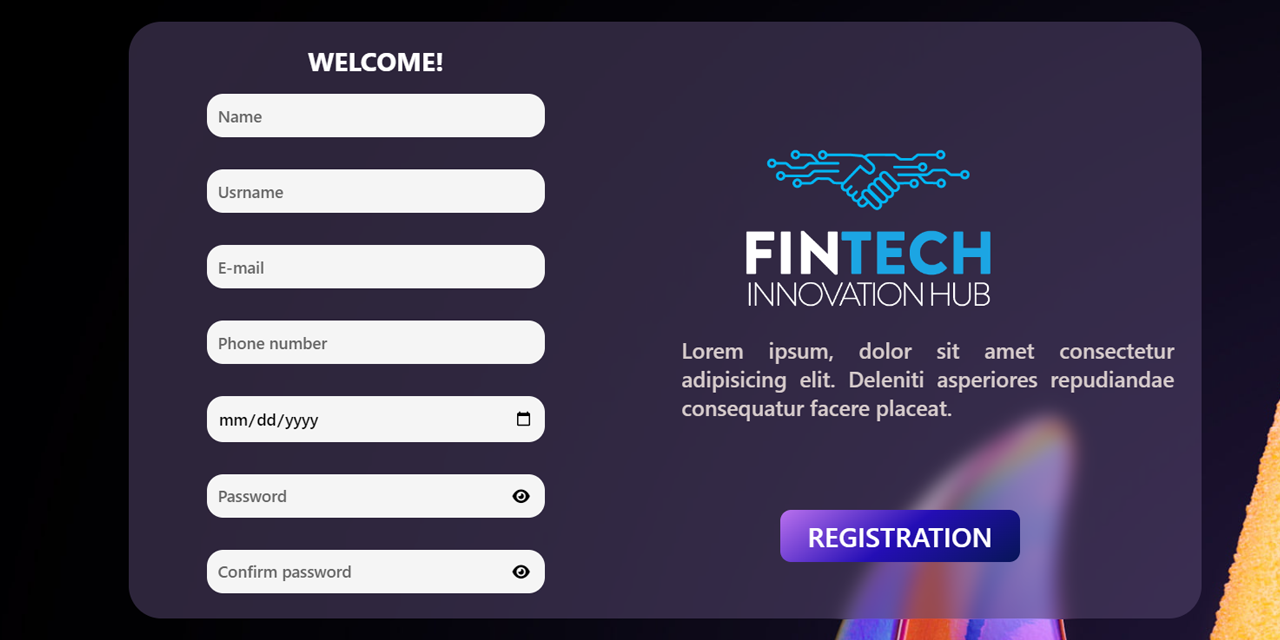 WELCOME!
Name
Usrname
E-mail
Phone number
mm/dd/yyyy
Password
Confirm password
FINTECH
INNOVATION HUB
Lorem ipsum, dolor sit amet consectetur
adipisicing elit. Deleniti asperiores repudiandae
consequatur facere placeat.
REGISTRATION